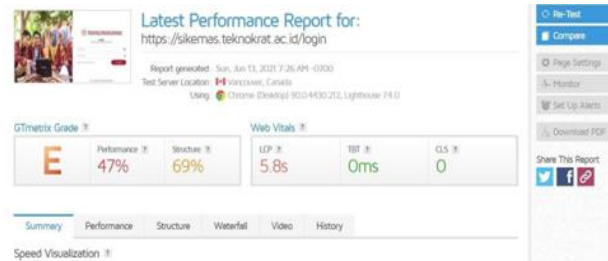 Latest Performance Report for:
https://sikemas.teknokrat.ac.id/login
Report generated: Sun, Jun 13, 2021 7:26 AM -0700
Test Server Location: Vancouver, Canada
Using: Chrome (Desktop) 90.0.4430.212, Lighthouse 7.4.0
GTmetrix Grade ?
E
Performance ?
47%
Structure ?
69%
Web Vitals ?
LCP ?
5.8s
TBT ?
0ms
CLS ?
0
Summary Performance Structure Waterfall Video History
Speed Visualization ?
Re-Test
Compare
Page Settings
Monitor
Set Up Alerts
Download PDF
Share This Report